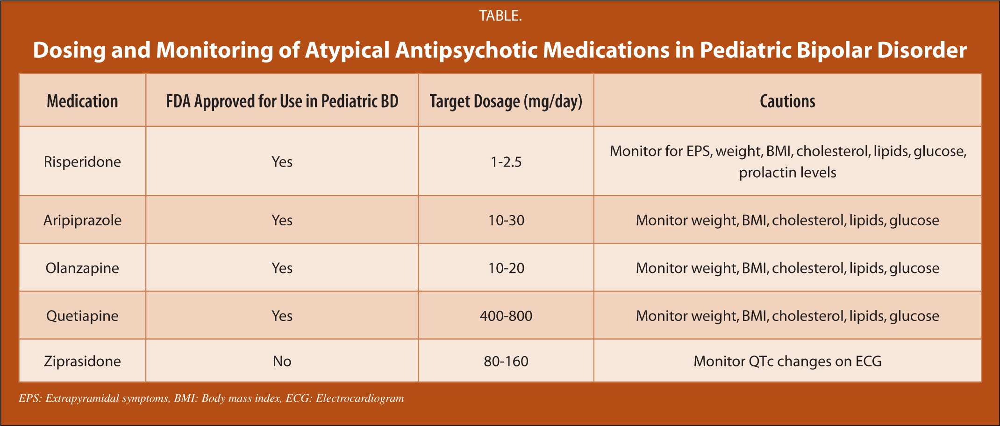 TABLE.
Dosing and Monitoring of Atypical Antipsychotic Medications in Pediatric Bipolar Disorder
Medication FDA Approved for Use in Pediatric BD Target Dosage (mg/day) Cautions
Risperidone Yes 1-2.5 Monitor for EPS, weight, BMI, cholesterol, lipids, glucose,
prolactin levels
Aripiprazole Yes 10-30 Monitor weight, BMI, cholesterol, lipids, glucose
Olanzapine Yes 10-20 Monitor weight, BMI, cholesterol, lipids, glucose
Quetiapine Yes 400-800 Monitor weight, BMI, cholesterol, lipids, glucose
Ziprasidone No 80-160 Monitor QTc changes on ECG
EPS: Extrapyramidal symptoms, BMI: Body mass index, ECG: Electrocardiogram